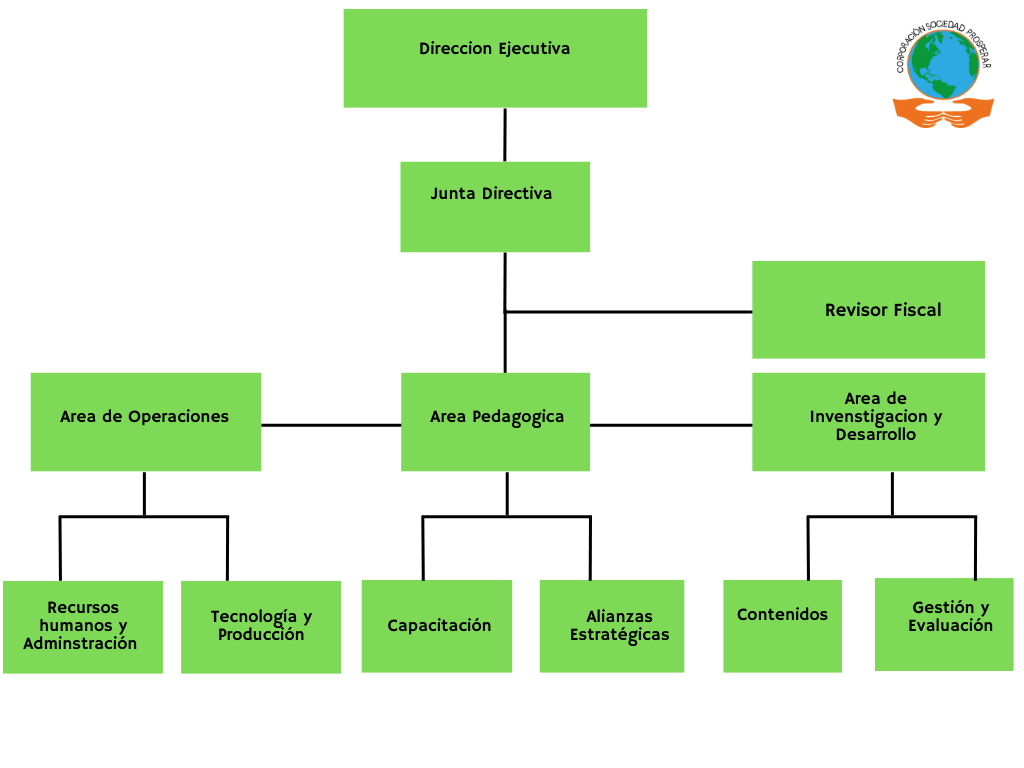 Direccion Ejecutiva
CORPORACIÓN SOCIEDAD PROSPERAR
Junta Directiva
Revisor Fiscal
Area de Operaciones
Area Pedagogica
Area de
Invenstigacion y
Desarrollo
Recursos
humanos y
Adminstración
Tecnología y
Producción
Capacitación
Alianzas
Estratégicas
Contenidos
Gestión y
Evaluación